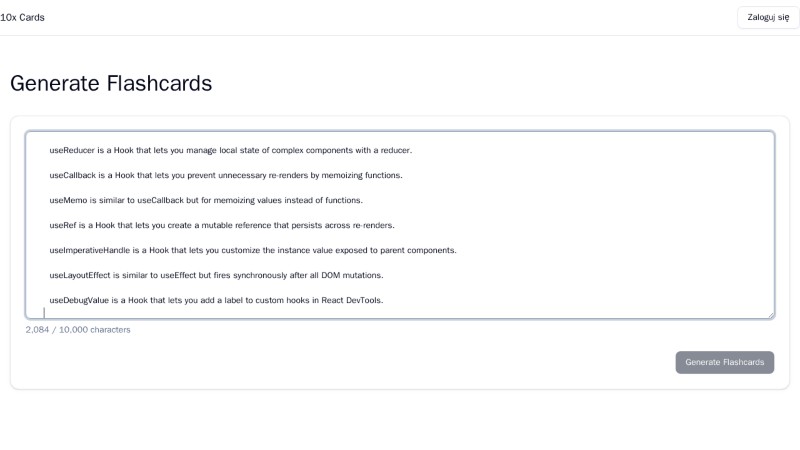 10x Cards
Zaloguj się
Generate Flashcards
useReducer is a Hook that lets you manage local state of complex components with a reducer.
useCallback is a Hook that lets you prevent unnecessary re-renders by memoizing functions.
useMemo is similar to useCallback but for memoizing values instead of functions.
useRef is a Hook that lets you create a mutable reference that persists across re-renders.
useImperativeHandle is a Hook that lets you customize the instance value exposed to parent components.
useLayoutEffect is similar to useEffect but fires synchronously after all DOM mutations.
useDebugValue is a Hook that lets you add a label to custom hooks in React DevTools.
2,084 / 10,000 characters
Generate Flashcards